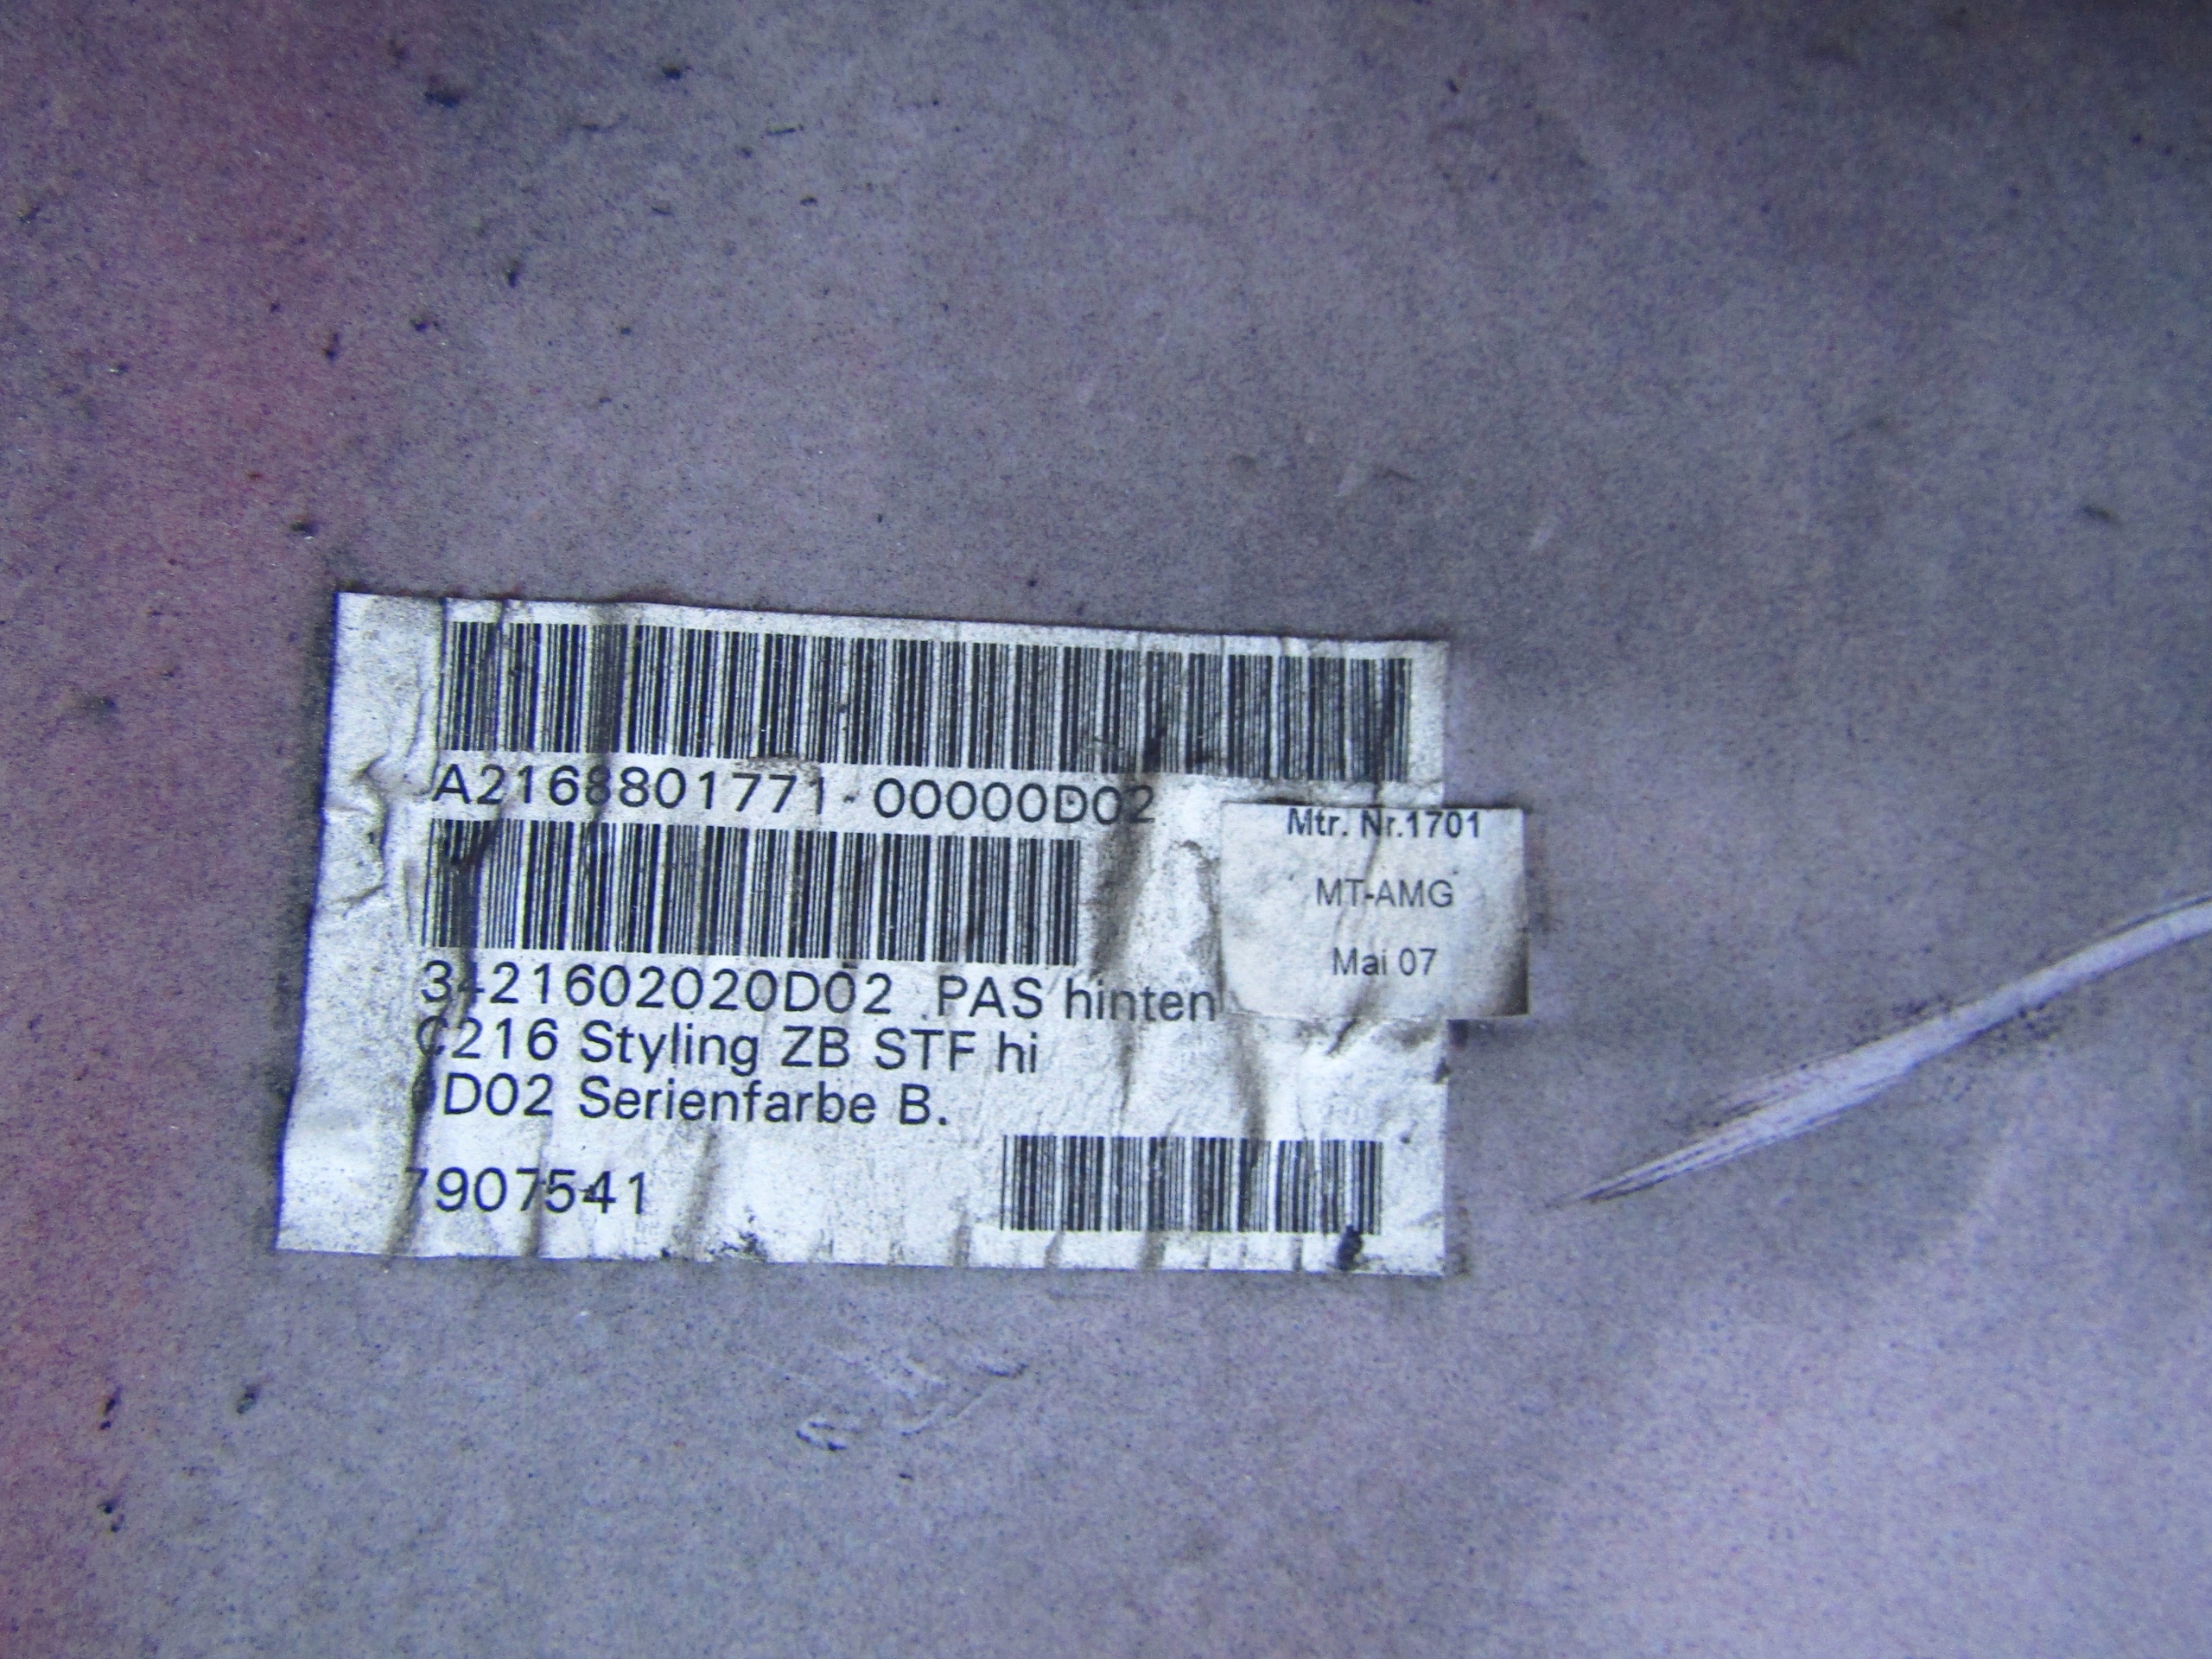 A2168801771-00000D02
Mtr. Nr.1701
MT-AMG
Mai 07
3421602020D02 PAS hinten
C216 Styling ZB STF hi
D02 Serienfarbe B.
7907541